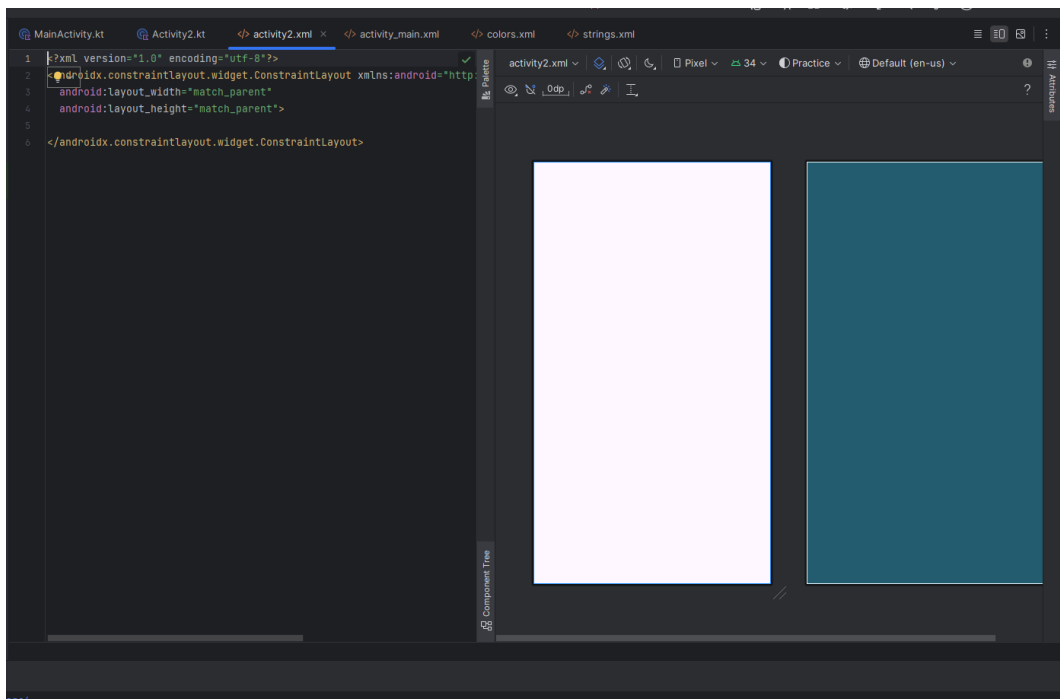 MainActivity.kt Activity2.kt </> activity2.xml × </> activity_main.xml </> colors.xml </> strings.xml
1 <?xml version="1.0" encoding="utf-8"?>
2 <androidx.constraintlayout.widget.ConstraintLayout xmlns:android="http:
3 android:layout_width="match_parent"
4 android:layout_height="match_parent">
5
6 </androidx.constraintlayout.widget.ConstraintLayout>
Palette
Component Tree
activity2.xml Pixel 34 Practice Default (en-us)
0dp
?
Attributes